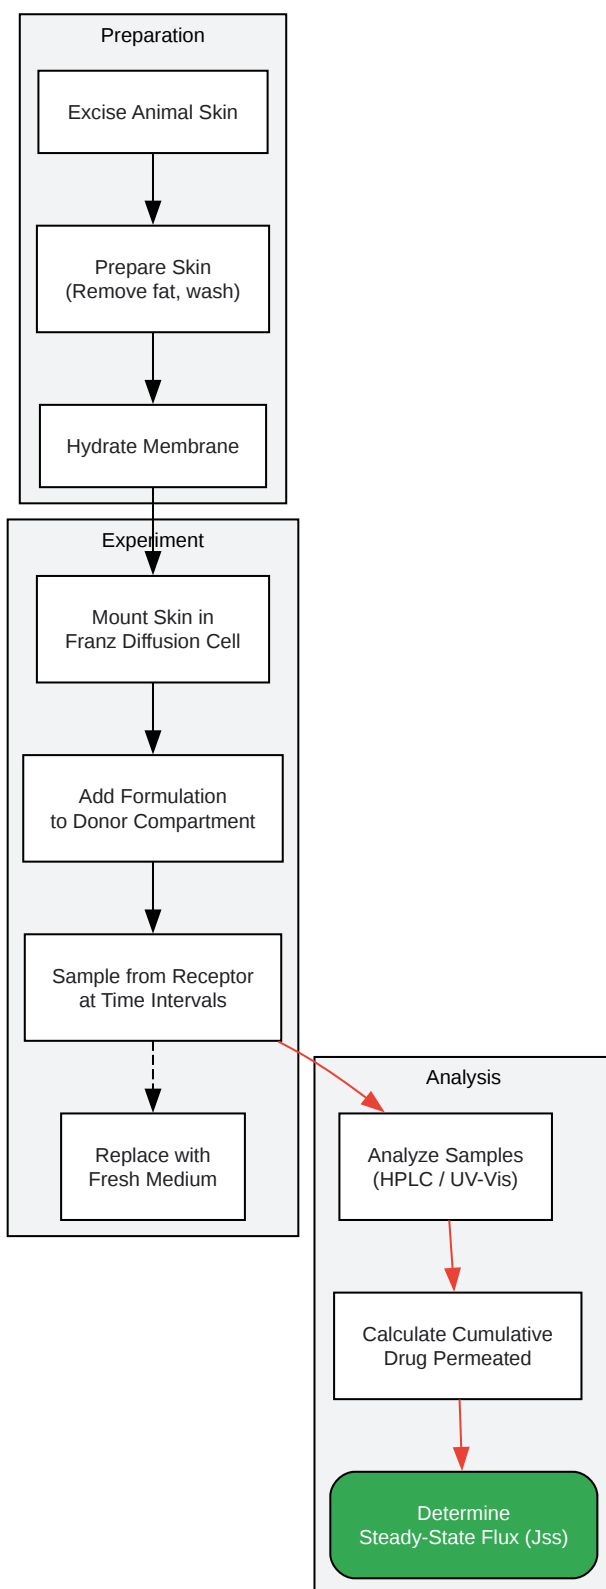 Preparation
Excise Animal Skin
Prepare Skin
(Remove fat, wash)
Hydrate Membrane
Experiment
Mount Skin in
Franz Diffusion Cell
Add Formulation
to Donor Compartment
Sample from Receptor
at Time Intervals
Replace with
Fresh Medium
Analysis
Analyze Samples
(HPLC / UV-Vis)
Calculate Cumulative
Drug Permeated
Determine
Steady-State Flux (Jss)